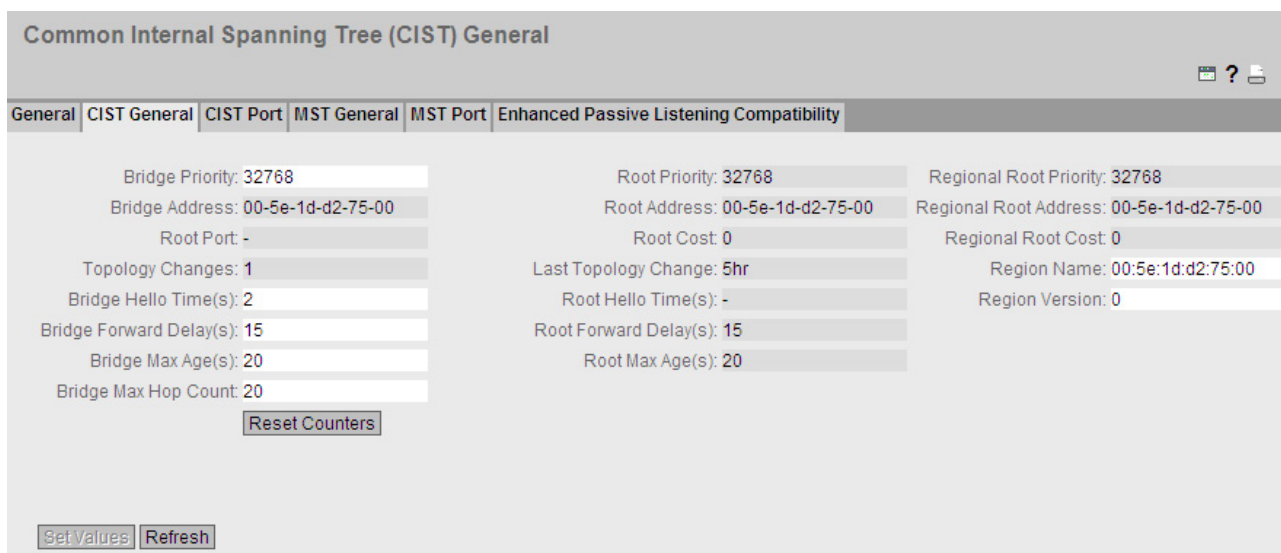 Common Internal Spanning Tree (CIST) General
?
General CIST General CIST Port MST General MST Port Enhanced Passive Listening Compatibility
Bridge Priority: 32768 Root Priority: 32768 Regional Root Priority: 32768
Bridge Address: 00-5e-1d-d2-75-00 Root Address: 00-5e-1d-d2-75-00 Regional Root Address: 00-5e-1d-d2-75-00
Root Port: - Root Cost: 0 Regional Root Cost: 0
Topology Changes: 1 Last Topology Change: 5hr Region Name: 00:5e:1d:d2:75:00
Bridge Hello Time(s): 2 Root Hello Time(s): - Region Version: 0
Bridge Forward Delay(s): 15 Root Forward Delay(s): 15
Bridge Max Age(s): 20 Root Max Age(s): 20
Bridge Max Hop Count: 20
Reset Counters
Set Values Refresh